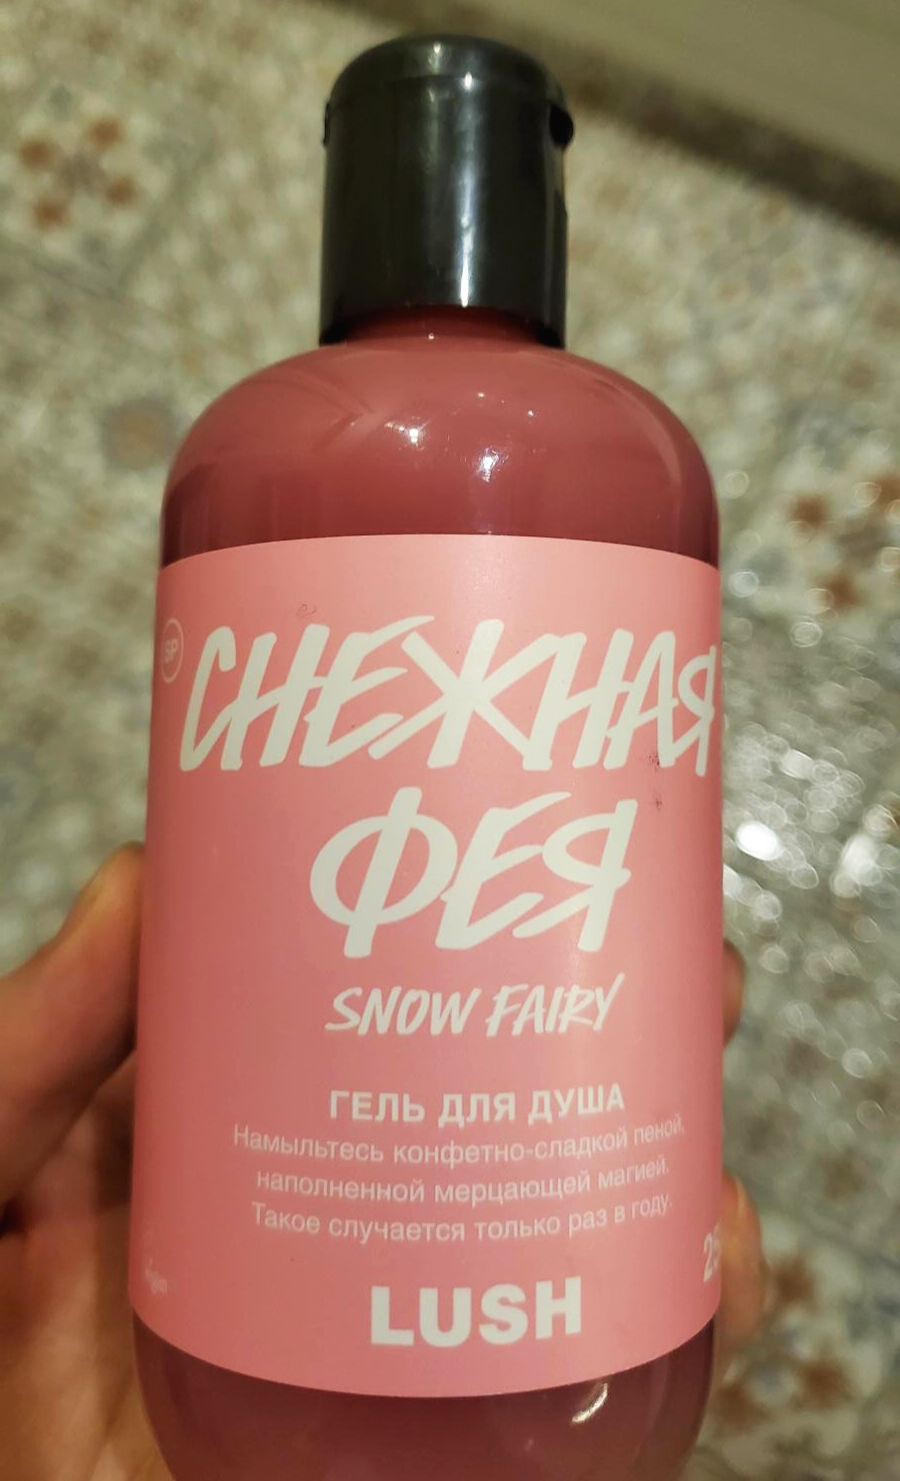 SP
СНЕЖНАЯ
ФЕЯ
SNOW FAIRY
ГЕЛЬ ДЛЯ ДУША
Намыльтесь конфетно-сладкой пеной,
наполненной мерцающей магией.
Такое случается только раз в году.
LUSH